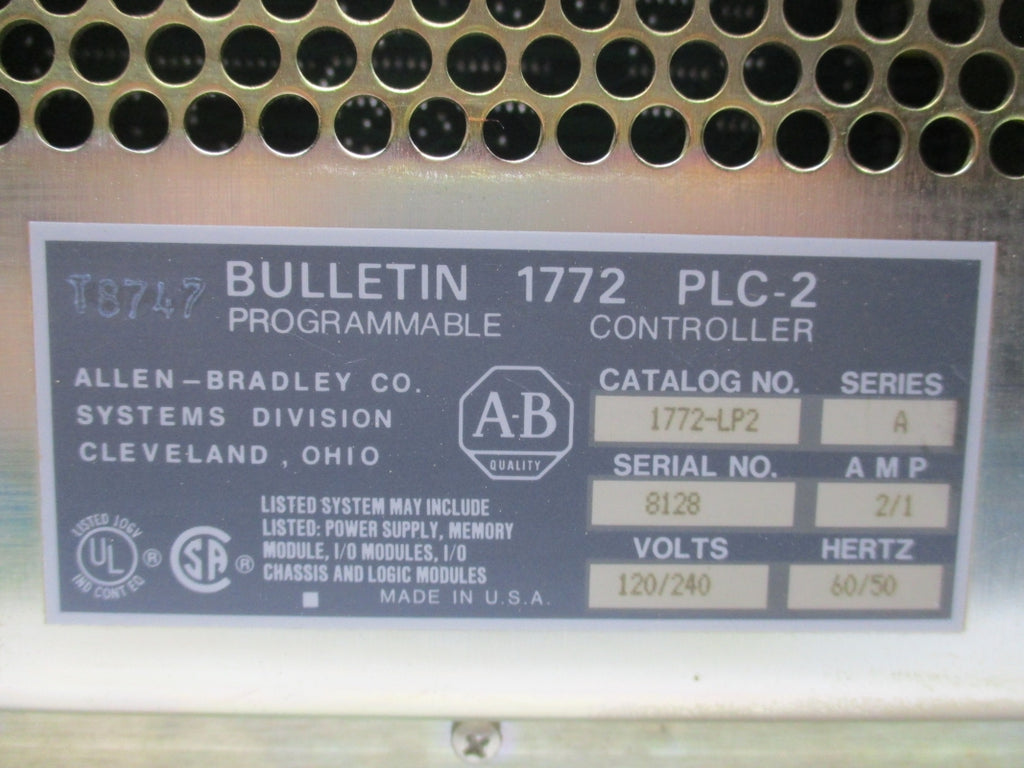 T8747 BULLETIN 1772 PLC-2
PROGRAMMABLE CONTROLLER
ALLEN-BRADLEY CO.
SYSTEMS DIVISION
CLEVELAND, OHIO
A-B
QUALITY
CATALOG NO. SERIES
1772-LP2 A
SERIAL NO. AMP
8128 2/1
VOLTS HERTZ
120/240 60/50
LISTED 10GV
UL ®
IND CONT EQ
SA ®
LISTED SYSTEM MAY INCLUDE
LISTED: POWER SUPPLY, MEMORY
MODULE, I/O MODULES, I/O
CHASSIS AND LOGIC MODULES
MADE IN U.S.A.